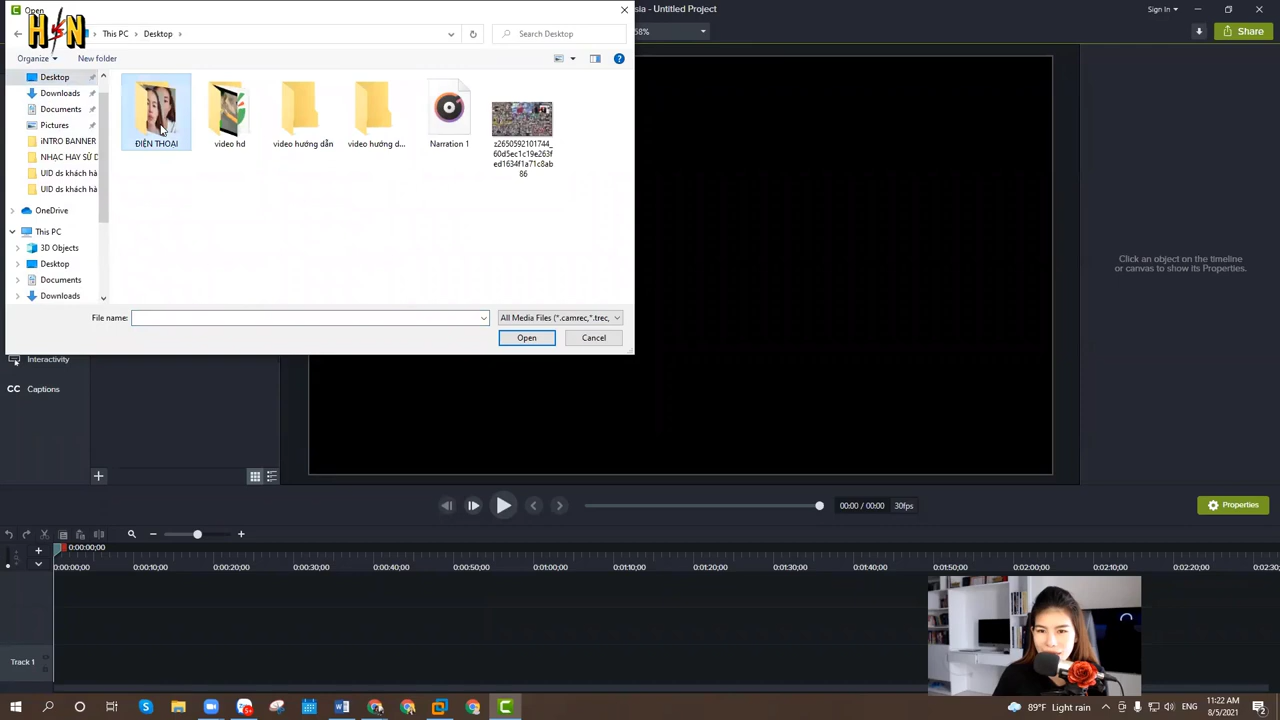 Open
HSN
This PC > Desktop >
Search Desktop
sia - Untitled Project
Sign In
58%
Share
Organize
New folder
Desktop
Downloads
Documents
Pictures
iNTRO BANNER
NHẠC HAY SỬ D
UID ds khách hà
UID ds khách hà
OneDrive
This PC
3D Objects
Desktop
Documents
Downloads
ĐIỆN THOẠI
video hd
video hướng dẫn
video hướng d...
Narration 1
z2650592101744_
60d5ec1c19e263f
ed1634f1a71c8ab
86
File name:
All Media Files (*.camrec,*.trec,
Open
Cancel
Click an object on the timeline
or canvas to show its Properties.
Interactivity
CC Captions
00:00 / 00:00
30fps
Properties
0:00:00;00
0:00:00;00
0:00:10;00
0:00:20;00
0:00:30;00
0:00:40;00
0:00:50;00
0:01:00;00
0:01:10;00
0:01:20;00
0:01:30;00
0:01:40;00
0:01:50;00
0:02:00;00
0:02:10;00
0:02:20;00
0:02:30
Track 1
89°F Light rain
11:22 AM
8/5/2021